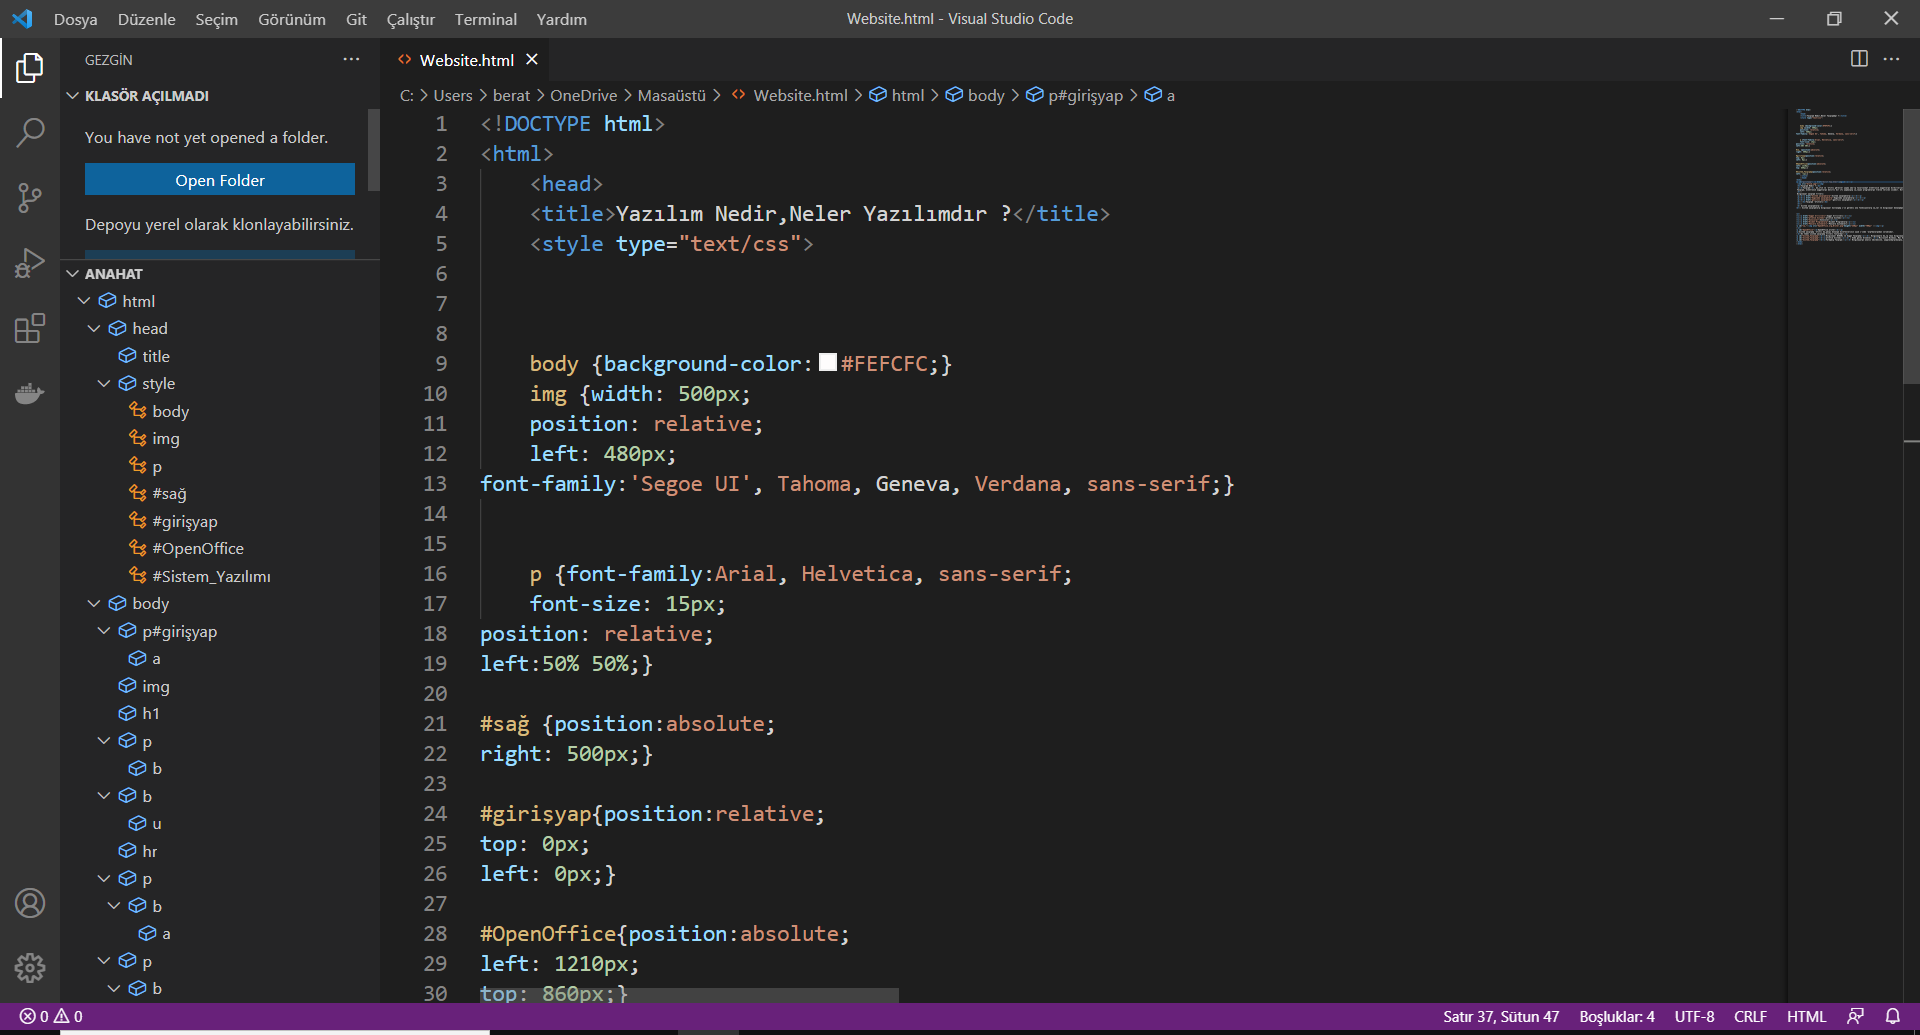 Dosya Düzenle Seçim Görünüm Git Çalıştır Terminal Yardım
Website.html - Visual Studio Code
GEZGİN
KLASÖR AÇILMADI
You have not yet opened a folder.
Open Folder
Depoyu yerel olarak klonlayabilirsiniz.
ANAHAT
html
head
title
style
body
img
p
#sağ
#girişyap
#OpenOffice
#Sistem_Yazılımı
body
p#girişyap
a
img
h1
p
b
b
u
hr
p
b
a
p
b
Website.html
C: > Users > berat > OneDrive > Masaüstü > Website.html > html > body > p#girişyap > a
1 <!DOCTYPE html>
2 <html>
3 <head>
4 <title>Yazılım Nedir,Neler Yazılımdır ?</title>
5 <style type="text/css">
6
7
8
9 body {background-color: #FEFCFC;}
10 img {width: 500px;
11 position: relative;
12 left: 480px;
13 font-family:'Segoe UI', Tahoma, Geneva, Verdana, sans-serif;}
14
15
16 p {font-family:Arial, Helvetica, sans-serif;
17 font-size: 15px;
18 position: relative;
19 left:50% 50%;}
20
21 #sağ {position:absolute;
22 right: 500px;}
23
24 #girişyap{position:relative;
25 top: 0px;
26 left: 0px;}
27
28 #OpenOffice{position:absolute;
29 left: 1210px;
30 top: 860px;}
0 0
Satır 37, Sütun 47 Boşluklar: 4 UTF-8 CRLF HTML